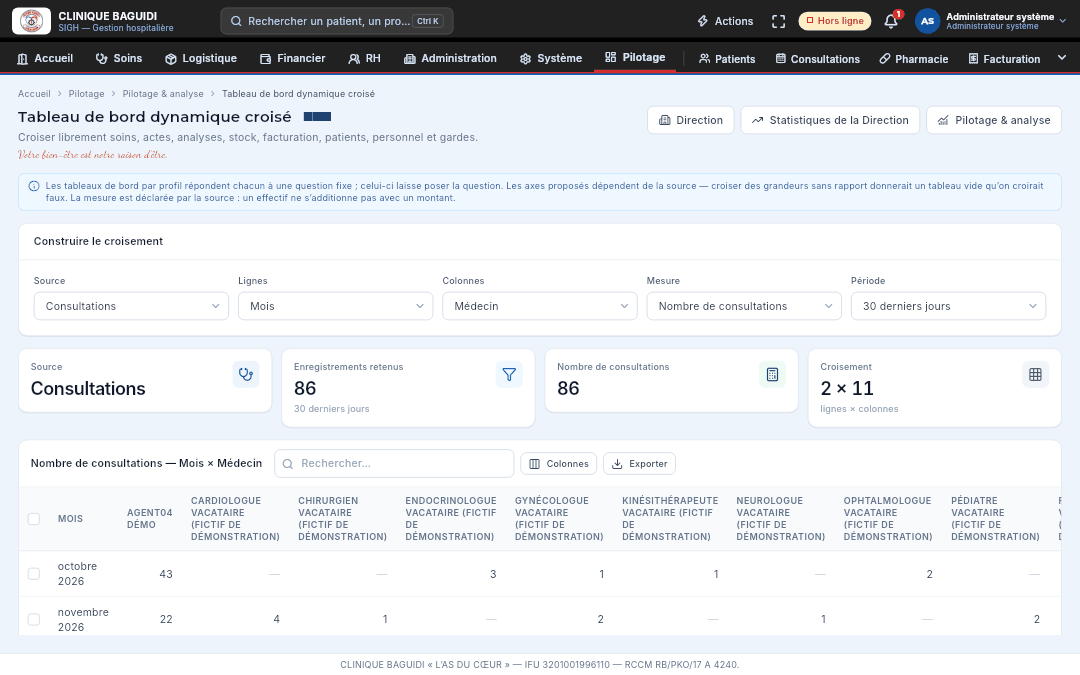 CLINIQUE BAGUIDI
SIGH — Gestion hospitalière
Rechercher un patient, un pro... Ctrl K
Actions
Hors ligne
1
AS
Administrateur système
Administrateur système
Accueil
Soins
Logistique
Financier
RH
Administration
Système
Pilotage
Patients
Consultations
Pharmacie
Facturation
Accueil > Pilotage > Pilotage & analyse > Tableau de bord dynamique croisé
Tableau de bord dynamique croisé
Croiser librement soins, actes, analyses, stock, facturation, patients, personnel et gardes.
Votre bien-être est notre raison d'être.
Direction
Statistiques de la Direction
Pilotage & analyse
Les tableaux de bord par profil répondent chacun à une question fixe ; celui-ci laisse poser la question. Les axes proposés dépendent de la source — croiser des grandeurs sans rapport donnerait un tableau vide qu'on croirait
faux. La mesure est déclarée par la source : un effectif ne s'additionne pas avec un montant.
Construire le croisement
Source
Lignes
Colonnes
Mesure
Période
Consultations
Mois
Médecin
Nombre de consultations
30 derniers jours
Source
Consultations
Enregistrements retenus
86
30 derniers jours
Nombre de consultations
86
Croisement
2 × 11
lignes × colonnes
Nombre de consultations — Mois × Médecin
Rechercher...
Colonnes
Exporter
MOIS
AGENT04
DÉMO
CARDIOLOGUE
VACATAIRE
(FICTIF DE
DÉMONSTRATION)
CHIRURGIEN
VACATAIRE
(FICTIF DE
DÉMONSTRATION)
ENDOCRINOLOGUE
VACATAIRE (FICTIF
DE
DÉMONSTRATION)
GYNÉCOLOGUE
VACATAIRE
(FICTIF DE
DÉMONSTRATION)
KINÉSITHÉRAPEUTE
VACATAIRE (FICTIF
DE
DÉMONSTRATION)
NEUROLOGUE
VACATAIRE
(FICTIF DE
DÉMONSTRATION)
OPHTALMOLOGUE
VACATAIRE
(FICTIF DE
DÉMONSTRATION)
PÉDIATRE
VACATAIRE
(FICTIF DE
DÉMONSTRATION)
octobre
2026
43 — — 3 1 1 — 2 —
novembre
2026
22 4 1 — 2 — 1 — 2
CLINIQUE BAGUIDI « L'AS DU CŒUR » — IFU 3201001996110 — RCCM RB/PKO/17 A 4240.